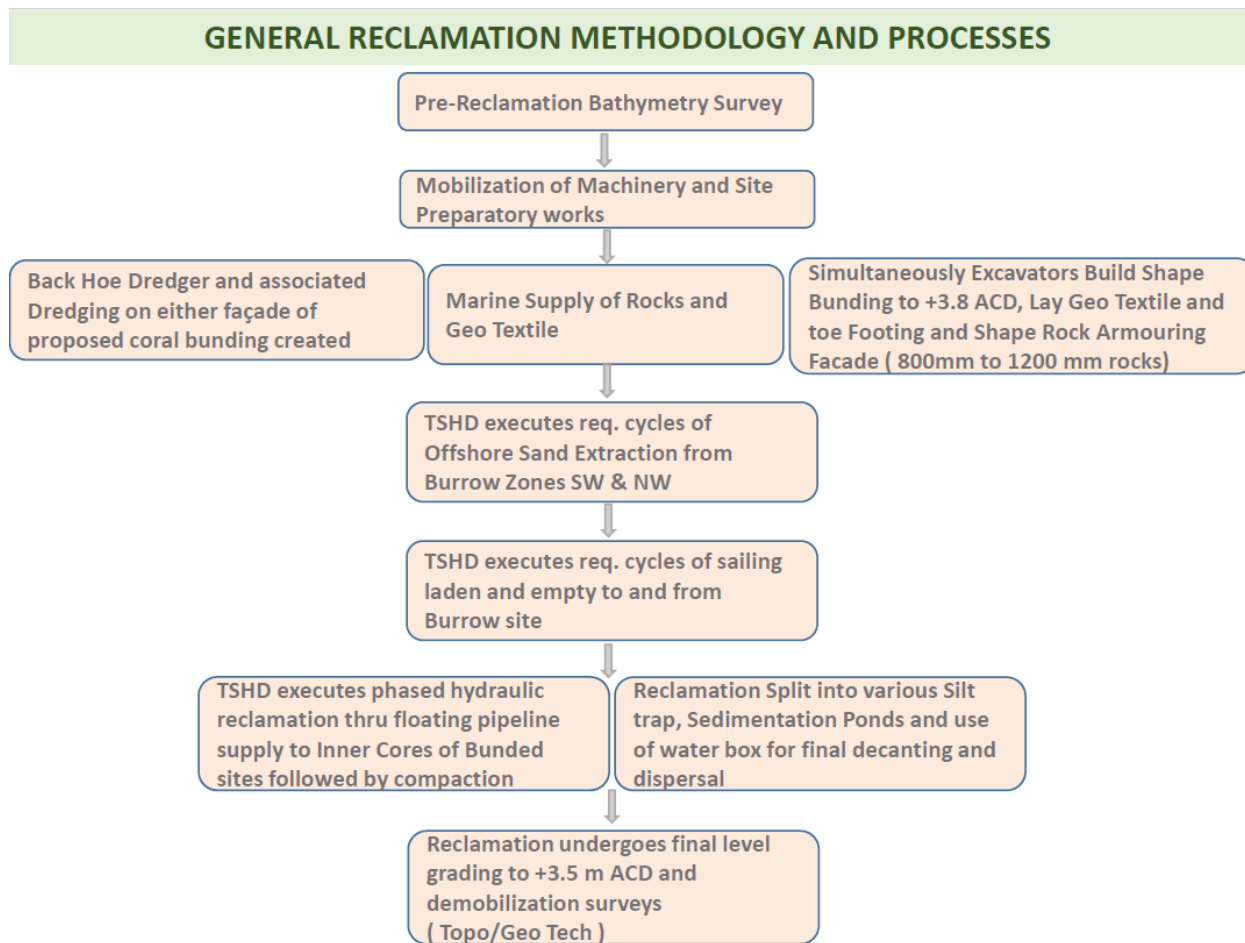 GENERAL RECLAMATION METHODOLOGY AND PROCESSES
Pre-Reclamation Bathymetry Survey
Mobilization of Machinery and Site
Preparatory works
Back Hoe Dredger and associated
Dredging on either façade of
proposed coral bunding created
Marine Supply of Rocks and
Geo Textile
Simultaneously Excavators Build Shape
Bunding to +3.8 ACD, Lay Geo Textile and
toe Footing and Shape Rock Armouring
Facade ( 800mm to 1200 mm rocks)
TSHD executes req. cycles of
Offshore Sand Extraction from
Burrow Zones SW & NW
TSHD executes req. cycles of sailing
laden and empty to and from
Burrow site
TSHD executes phased hydraulic
reclamation thru floating pipeline
supply to Inner Cores of Bunded
sites followed by compaction
Reclamation Split into various Silt
trap, Sedimentation Ponds and use
of water box for final decanting and
dispersal
Reclamation undergoes final level
grading to +3.5 m ACD and
demobilization surveys
( Topo/Geo Tech )